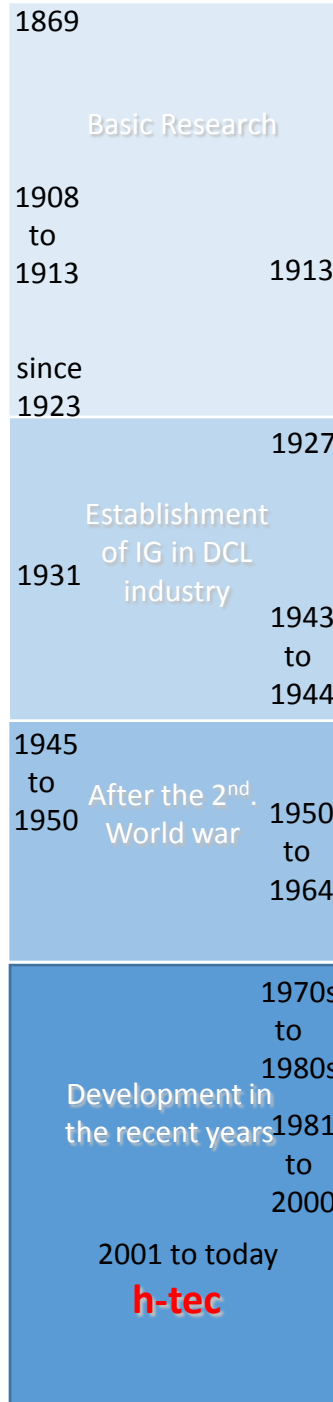 1869
Basic Research
1908
to
1913
1913
since
1923
1927
Establishment
of IG in DCL
industry
1931
1943
to
1944
1945
to
1950
After the 2nd.
World war
1950
to
1964
1970s
to
1980s
Development in
the recent years
1981
to
2000
2001 to today
h-tec